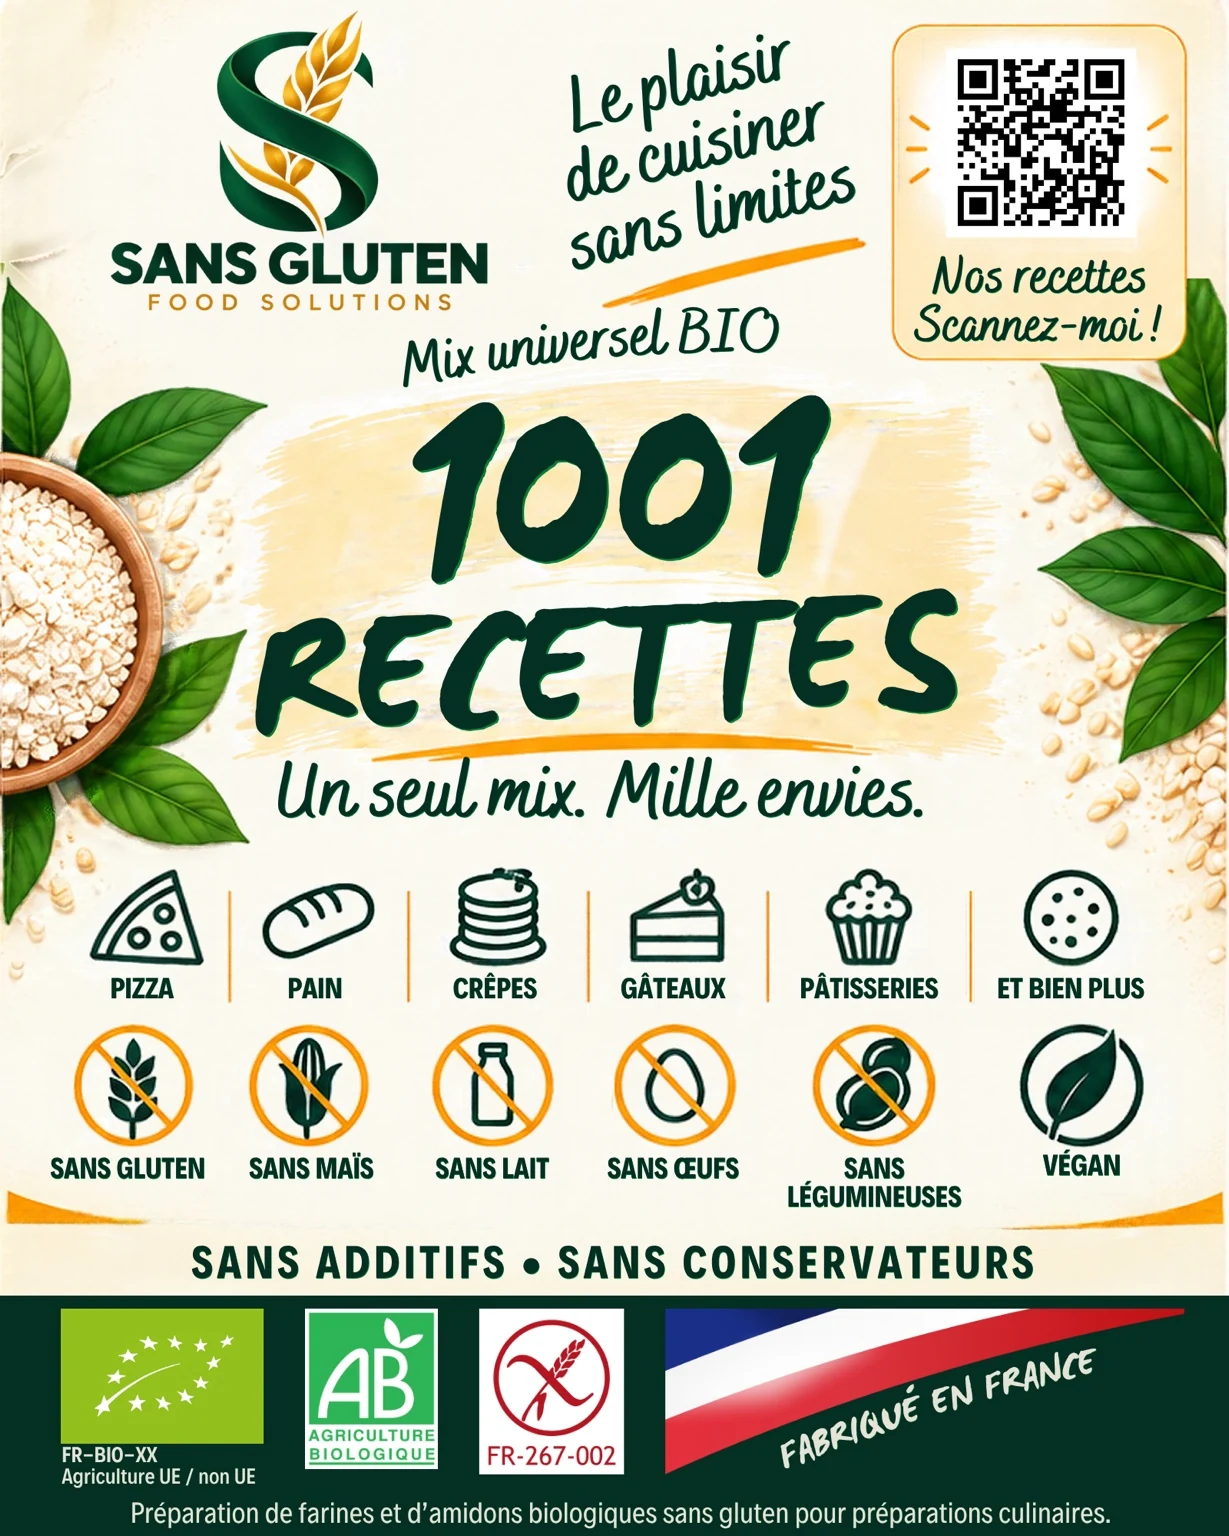 SANS GLUTEN
FOOD SOLUTIONS
Le plaisir
de cuisiner
sans limites
Nos recettes
Scannez-moi !
Mix universel BIO
1001
RECETTES
Un seul mix. Mille envies.
PIZZA
PAIN
CRÊPES
GÂTEAUX
PÂTISSERIES
ET BIEN PLUS
SANS GLUTEN
SANS MAÏS
SANS LAIT
SANS ŒUFS
SANS
LÉGUMINEUSES
VÉGAN
SANS ADDITIFS • SANS CONSERVATEURS
FR-BIO-XX
Agriculture UE / non UE
AB
AGRICULTURE
BIOLOGIQUE
FR-267-002
FABRIQUÉ EN FRANCE
Préparation de farines et d'amidons biologiques sans gluten pour préparations culinaires.